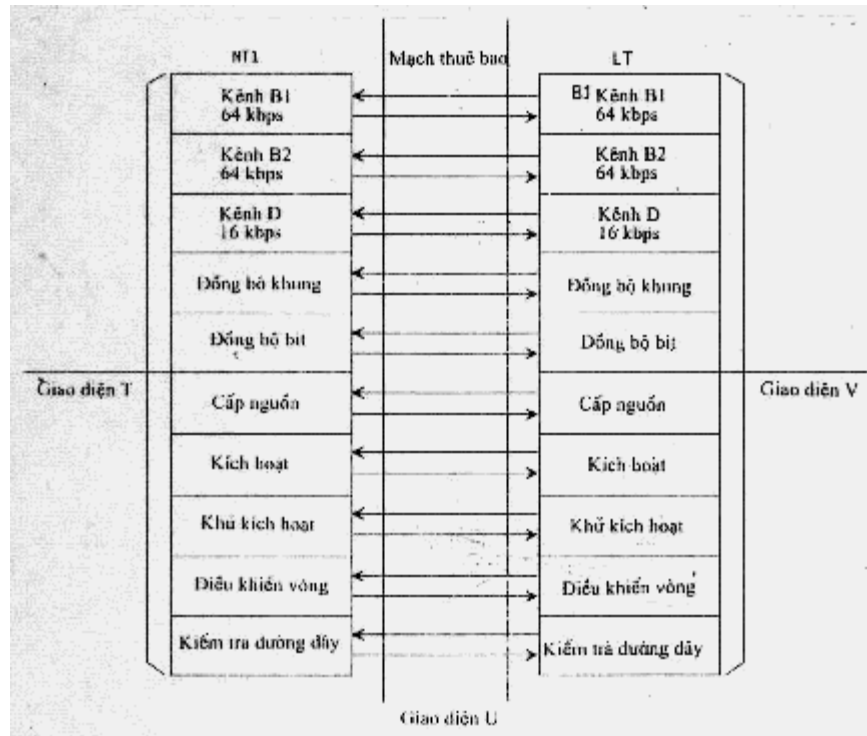 NT1
Mạch thuê bao
LT
Kênh B1
64 kbps
B1 Kênh B1
64 kbps
Kênh B2
64 kbps
Kênh B2
64 kbps
Kênh D
16 kbps
Kênh D
16 kbps
Đồng bộ khung
Đồng bộ khung
Đồng bộ bit
Đồng bộ bit
Giao diện T
Giao diện V
Cấp nguồn
Cấp nguồn
Kích hoạt
Kích hoạt
Khử kích hoạt
Khử kích hoạt
Điều khiển vòng
Điều khiển vòng
Kiểm tra đường dây
Kiểm tra đường dây
Giao diện U